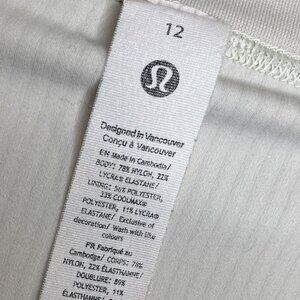 12
Designed in Vancouver
Conçu à Vancouver
EN Made in Cambodia/
BODY: 78% NYLON, 22%
LYCRA® ELASTANE/
LINING: 56% POLYESTER,
33% COOLMAX®
POLYESTER, 11% LYCRA®
ELASTANE/ Exclusive of
decoration/ Wash with like
colours
FR Fabriqué au
Cambodge/ CORPS: 78%
NYLON, 22% ÉLASTHANNE/
DOUBLURE: 89%
POLYESTER, 11%